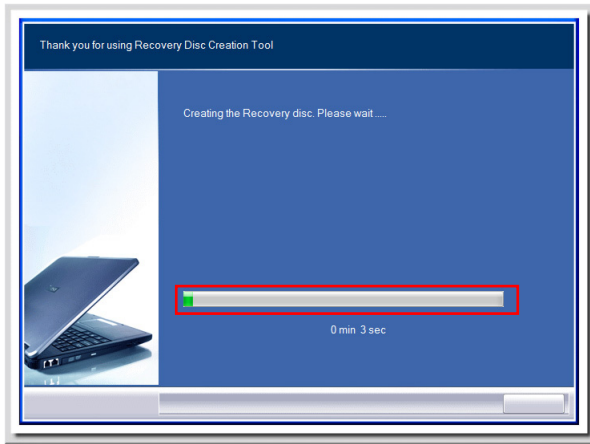 Thank you for using Recovery Disc Creation Tool
Creating the Recovery disc. Please wait .....
0 min 3 sec